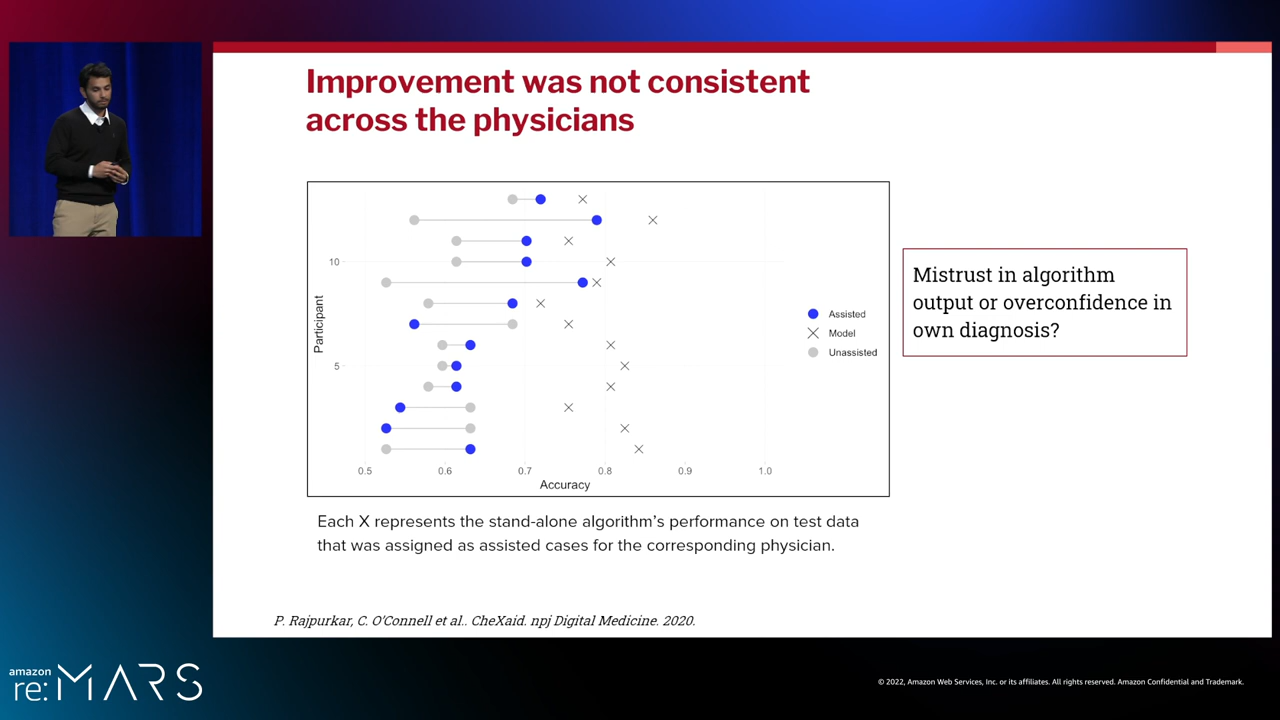 Improvement was not consistent
across the physicians
10
5
Participant
0.5 0.6 0.7 0.8 0.9 1.0
Accuracy
Assisted
Model
Unassisted
Mistrust in algorithm
output or overconfidence in
own diagnosis?
Each X represents the stand-alone algorithm's performance on test data
that was assigned as assisted cases for the corresponding physician.
P. Rajpurkar, C. O'Connell et al.. CheXaid. npj Digital Medicine. 2020.
amazon
re:MARS
© 2022, Amazon Web Services, Inc. or its affiliates. All rights reserved. Amazon Confidential and Trademark.